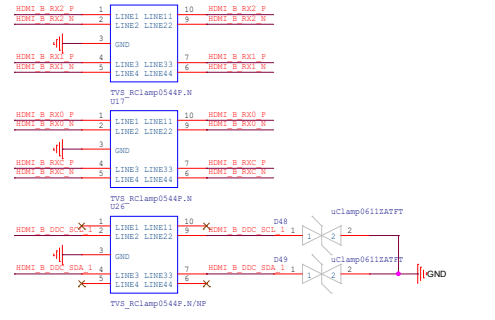 HDMI_B_RX2_P 1 LINE1 LINE11 10 HDMI_B_RX2_P
HDMI_B_RX2_N 2 LINE2 LINE22 9 HDMI_B_RX2_N
3 GND
HDMI_B_RX1_P 4 LINE3 LINE33 7 HDMI_B_RX1_P
HDMI_B_RX1_N 5 LINE4 LINE44 6 HDMI_B_RX1_N
TVS_RClamp0544P.N
U17
HDMI_B_RX0_P 1 LINE1 LINE11 10 HDMI_B_RX0_P
HDMI_B_RX0_N 2 LINE2 LINE22 9 HDMI_B_RX0_N
3 GND
HDMI_B_RXC_P 4 LINE3 LINE33 7 HDMI_B_RXC_P
HDMI_B_RXC_N 5 LINE4 LINE44 6 HDMI_B_RXC_N
TVS_RClamp0544P.N
U26
1 LINE1 LINE11 10 D48 uClamp0611ZATFT
HDMI_B_DDC_SCL_1 2 LINE2 LINE22 9 HDMI_B_DDC_SCL_1 1 1 2 2
3 GND
D49 uClamp0611ZATFT
HDMI_B_DDC_SDA_1 4 LINE3 LINE33 7 HDMI_B_DDC_SDA_1 1 1 2 2 GND
5 LINE4 LINE44 6
TVS_RClamp0544P.N/NP